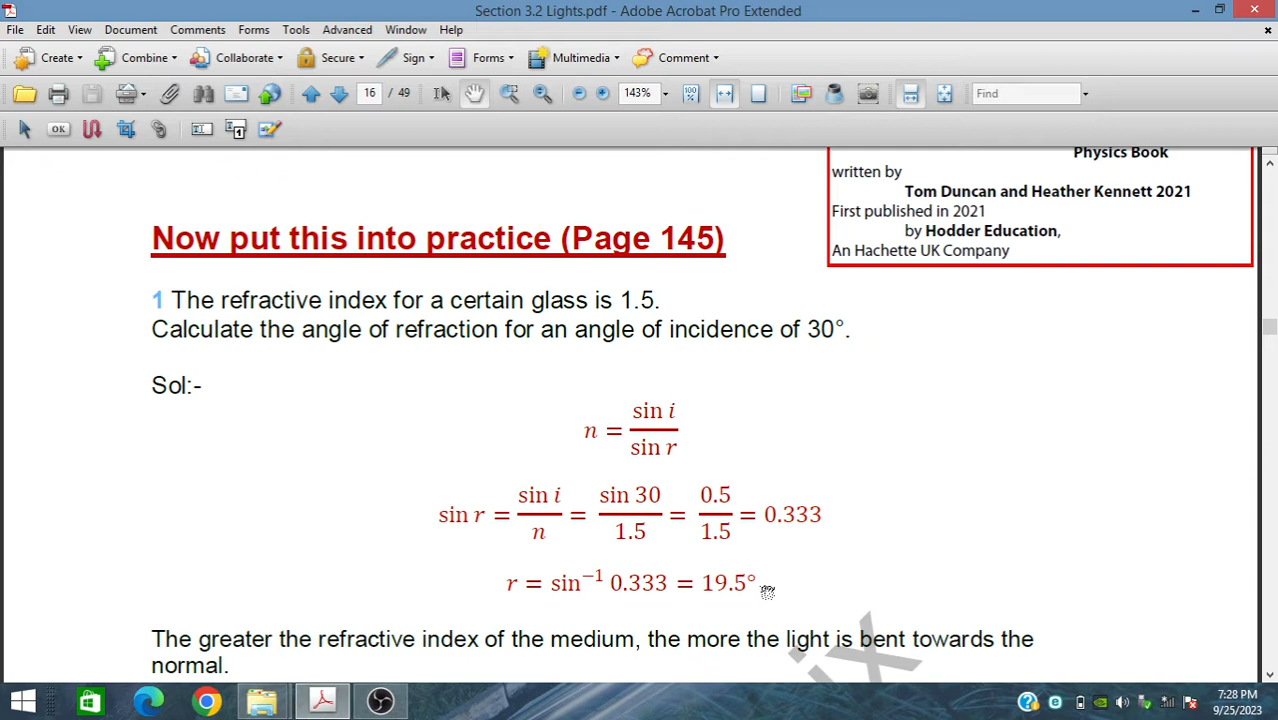 Section 3.2 Lights.pdf - Adobe Acrobat Pro Extended
File Edit View Document Comments Forms Tools Advanced Window Help
Create Combine Collaborate Secure Sign Forms Multimedia Comment
16 / 49 143% Find
OK
Physics Book
written by
Tom Duncan and Heather Kennett 2021
First published in 2021
by Hodder Education,
An Hachette UK Company
Now put this into practice (Page 145)
1 The refractive index for a certain glass is 1.5.
Calculate the angle of refraction for an angle of incidence of 30°.
Sol:-
n = sin i / sin r
sin r = sin i / n = sin 30 / 1.5 = 0.5 / 1.5 = 0.333
r = sin⁻¹ 0.333 = 19.5°
The greater the refractive index of the medium, the more the light is bent towards the
normal.
7:28 PM
9/25/2023